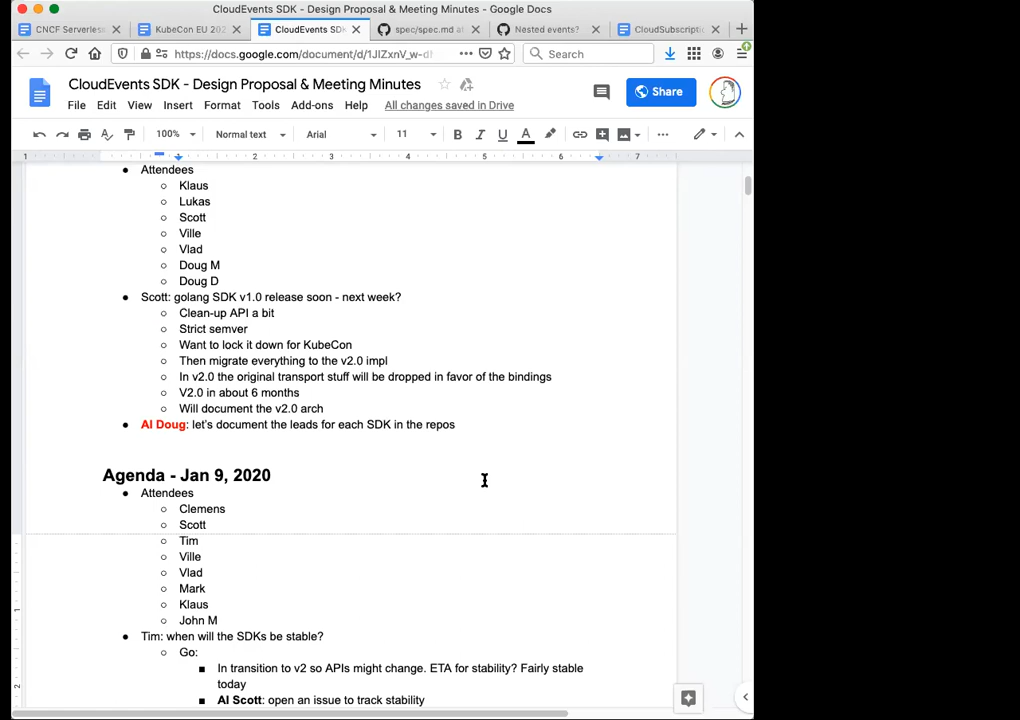 CloudEvents SDK - Design Proposal & Meeting Minutes - Google Docs
CNCF Serverless
KubeCon EU 202
CloudEvents SDK
spec/spec.md at
Nested events?
CloudSubscripti
https://docs.google.com/document/d/1JIZxnV_w-d
Search
CloudEvents SDK - Design Proposal & Meeting Minutes
Share
File Edit View Insert Format Tools Add-ons Help All changes saved in Drive
100% Normal text Arial 11 B I U A
1 1 2 3 4 5 6 7
● Attendees
○ Klaus
○ Lukas
○ Scott
○ Ville
○ Vlad
○ Doug M
○ Doug D
● Scott: golang SDK v1.0 release soon - next week?
○ Clean-up API a bit
○ Strict semver
○ Want to lock it down for KubeCon
○ Then migrate everything to the v2.0 impl
○ In v2.0 the original transport stuff will be dropped in favor of the bindings
○ V2.0 in about 6 months
○ Will document the v2.0 arch
● AI Doug: let's document the leads for each SDK in the repos
Agenda - Jan 9, 2020
● Attendees
○ Clemens
○ Scott
○ Tim
○ Ville
○ Vlad
○ Mark
○ Klaus
○ John M
● Tim: when will the SDKs be stable?
○ Go:
■ In transition to v2 so APIs might change. ETA for stability? Fairly stable
today
■ AI Scott: open an issue to track stability